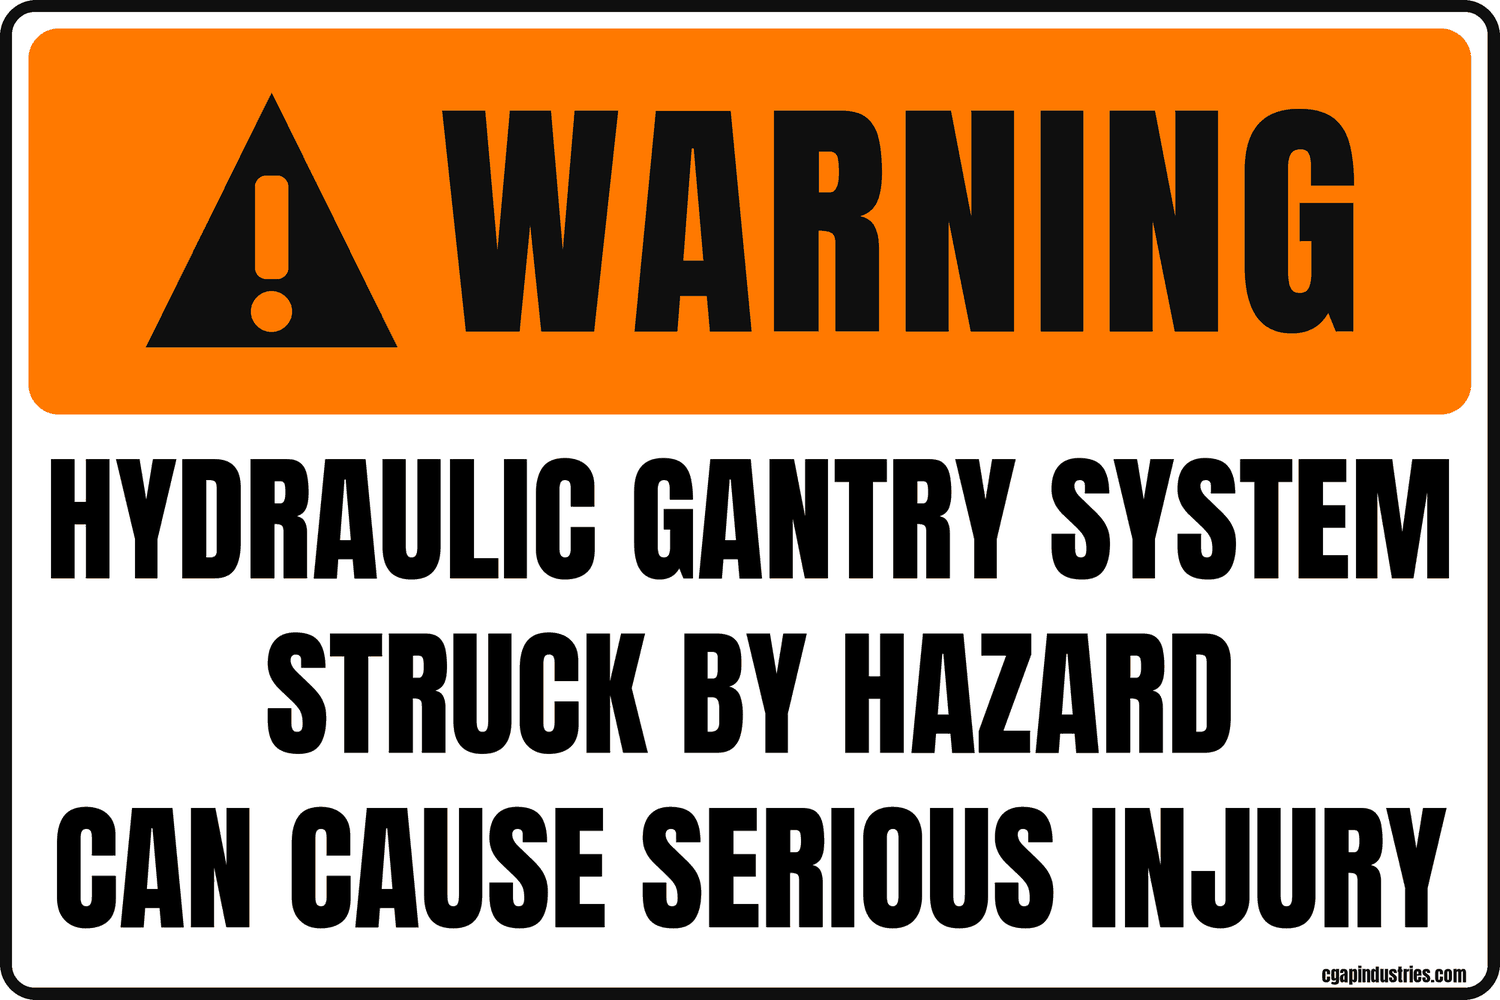 WARNING
HYDRAULIC GANTRY SYSTEM
STRUCK BY HAZARD
CAN CAUSE SERIOUS INJURY
cgapindustries.com